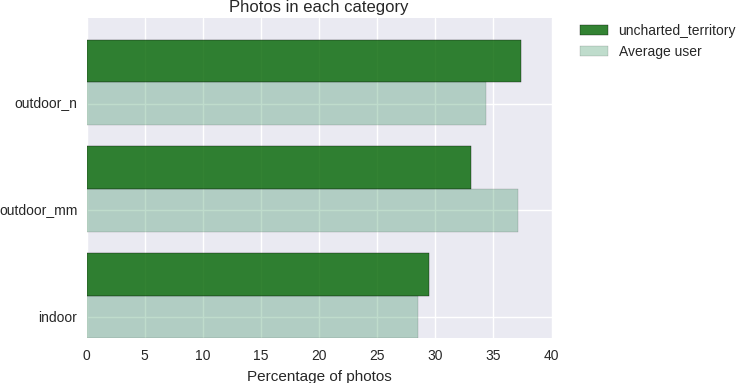 Photos in each category
uncharted_territory
Average user
outdoor_n
outdoor_mm
indoor
0 5 10 15 20 25 30 35 40
Percentage of photos